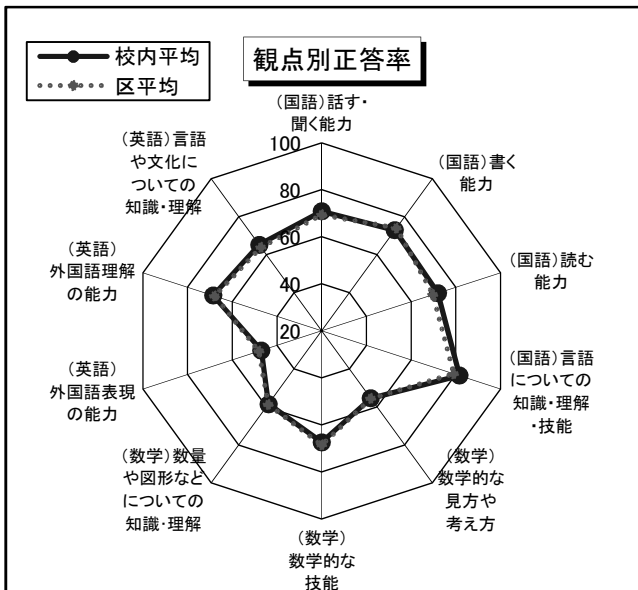 校内平均
区平均
観点別正答率
（国語）話す・
聞く能力
（国語）書く
能力
（国語）読む
能力
（国語）言語
についての
知識・理解
・技能
（数学）
数学的な
見方や
考え方
（数学）
数学的な
技能
（数学）数量
や図形など
についての
知識・理解
（英語）
外国語表現
の能力
（英語）
外国語理解
の能力
（英語）言語
や文化に
ついての
知識・理解
100
80
60
40
20